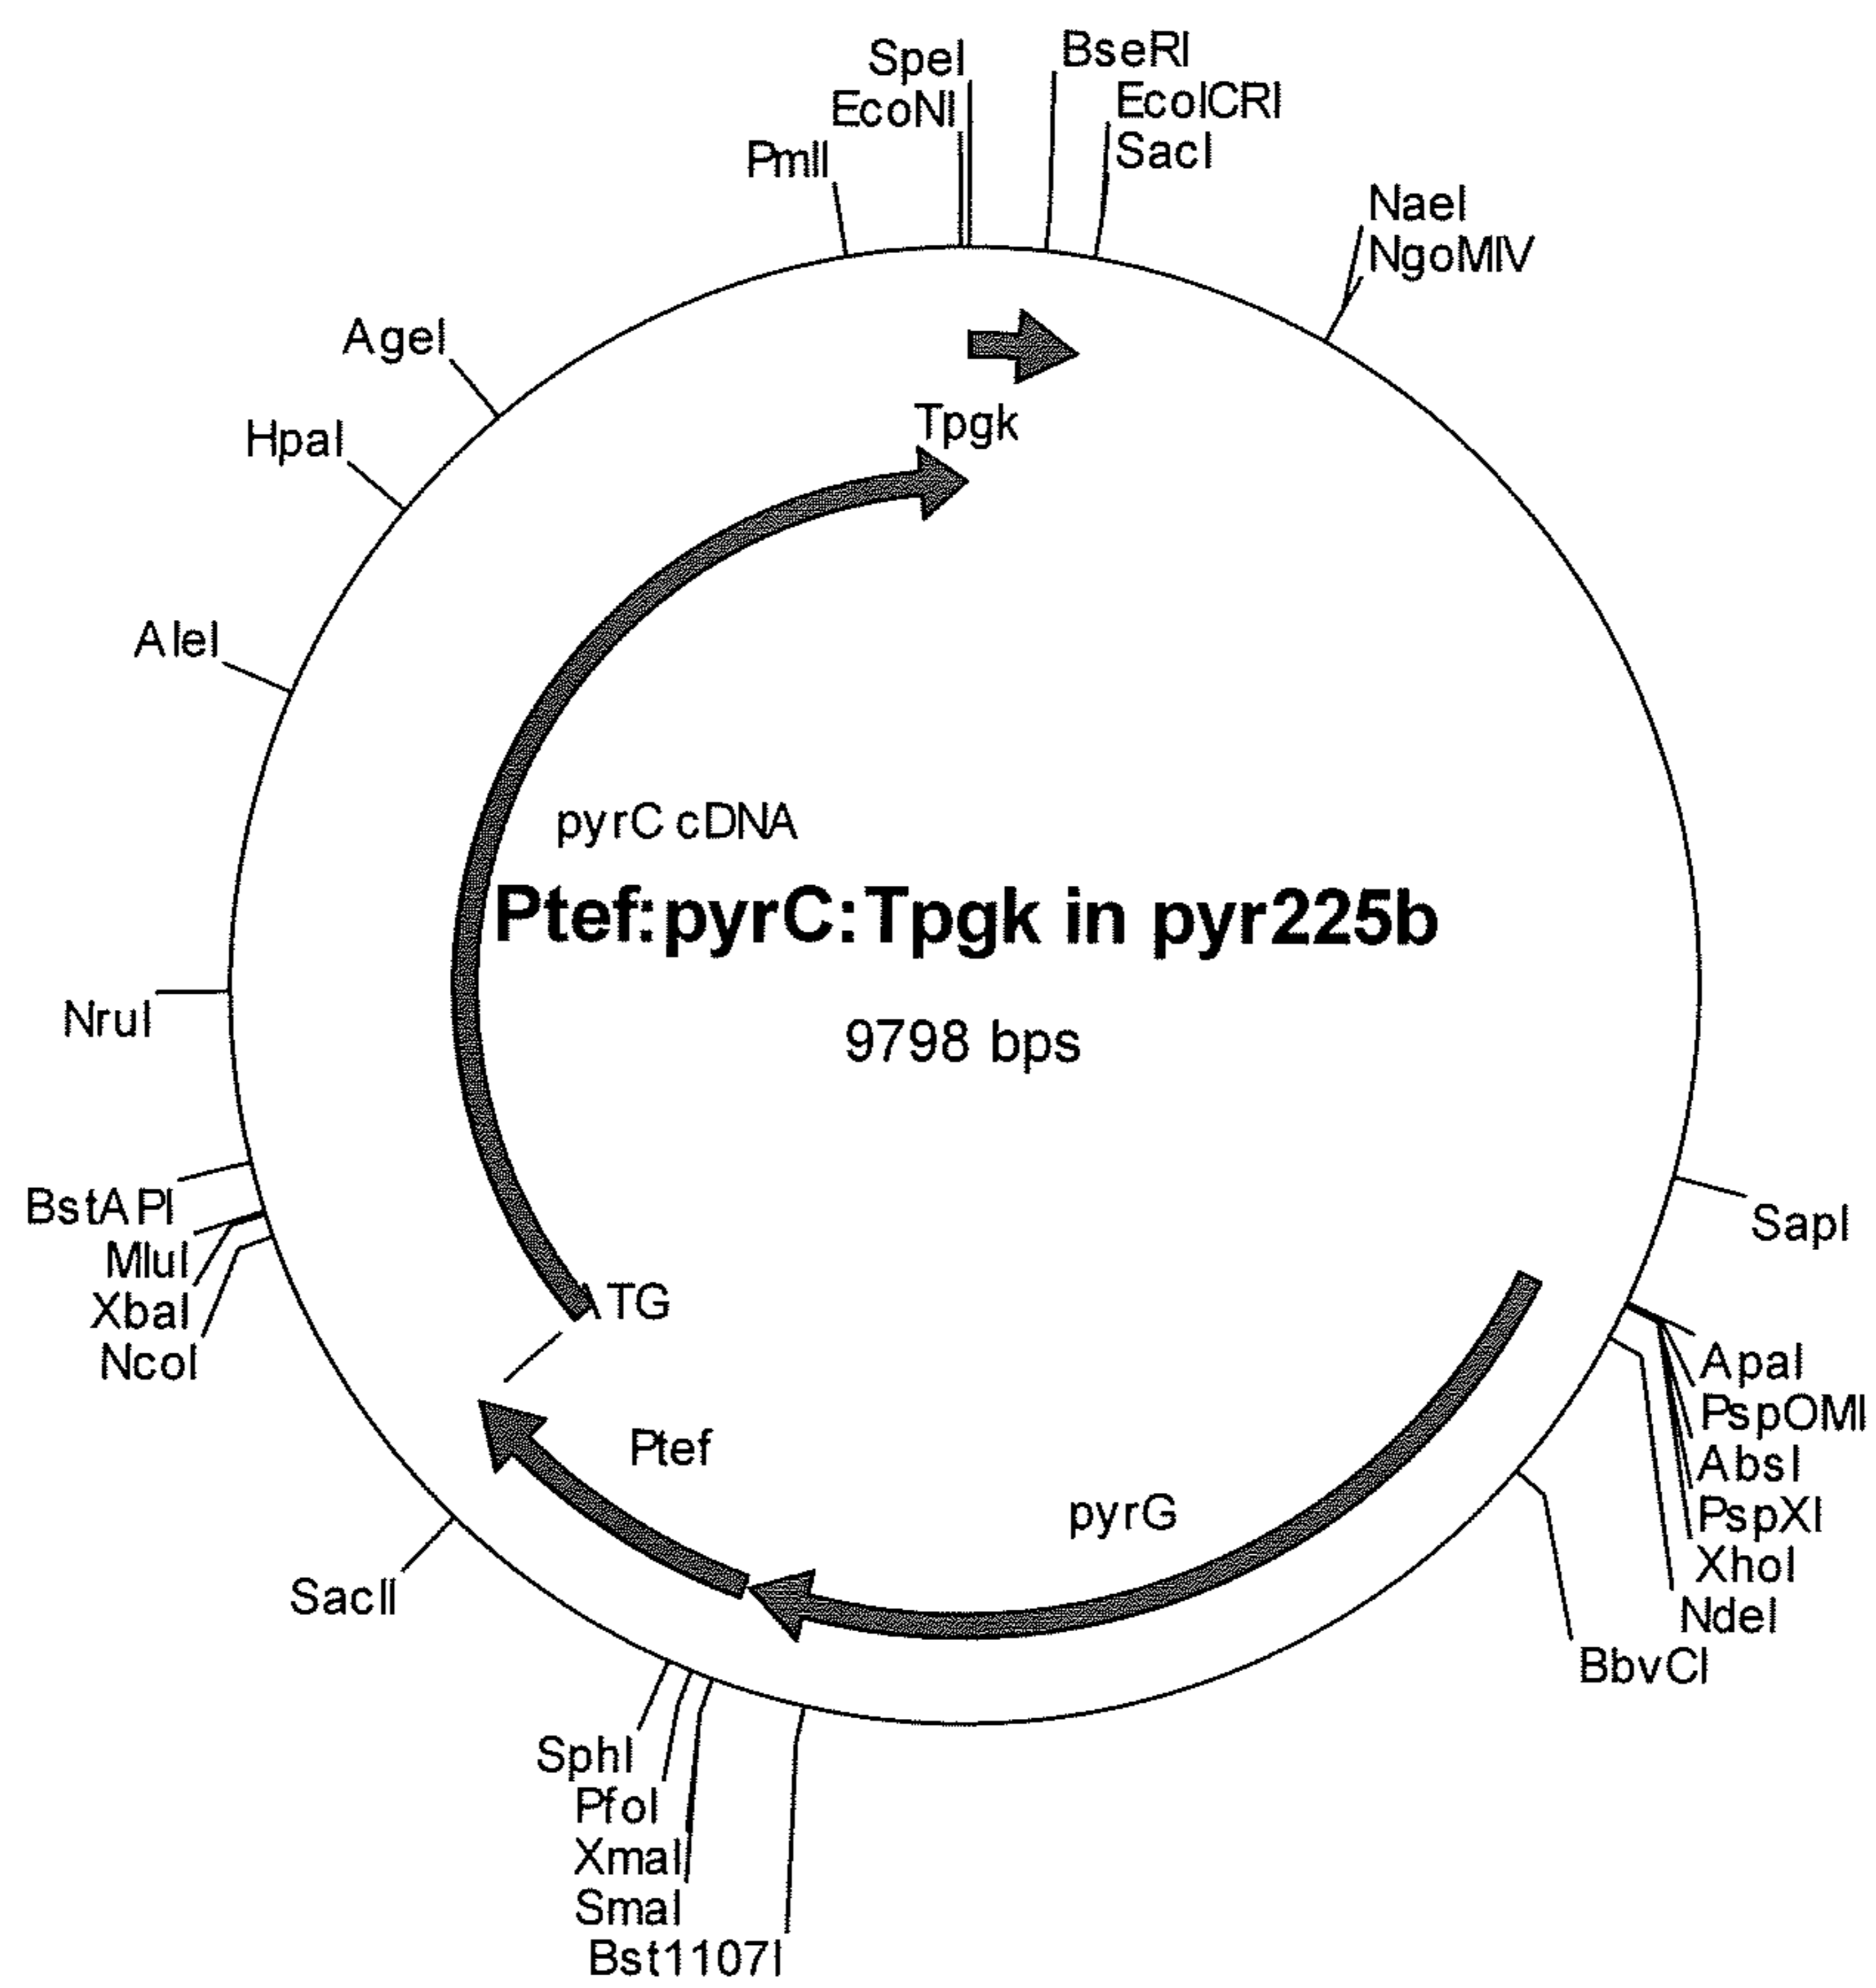 SpeI
EcoNI
PmlI
BseRI
EcoICRI
SacI
NaeI
NgoMIV
AgeI
HpaI
AleI
NruI
BstAPI
MluI
XbaI
NcoI
SacII
SphI
PfoI
XmaI
SmaI
Bst1107I
SapI
ApaI
PspOMI
AbsI
PspXI
XhoI
NdeI
BbvCI
Tpgk
pyrC cDNA
Ptef:pyrC:Tpgk in pyr225b
9798 bps
ATG
Ptef
pyrG